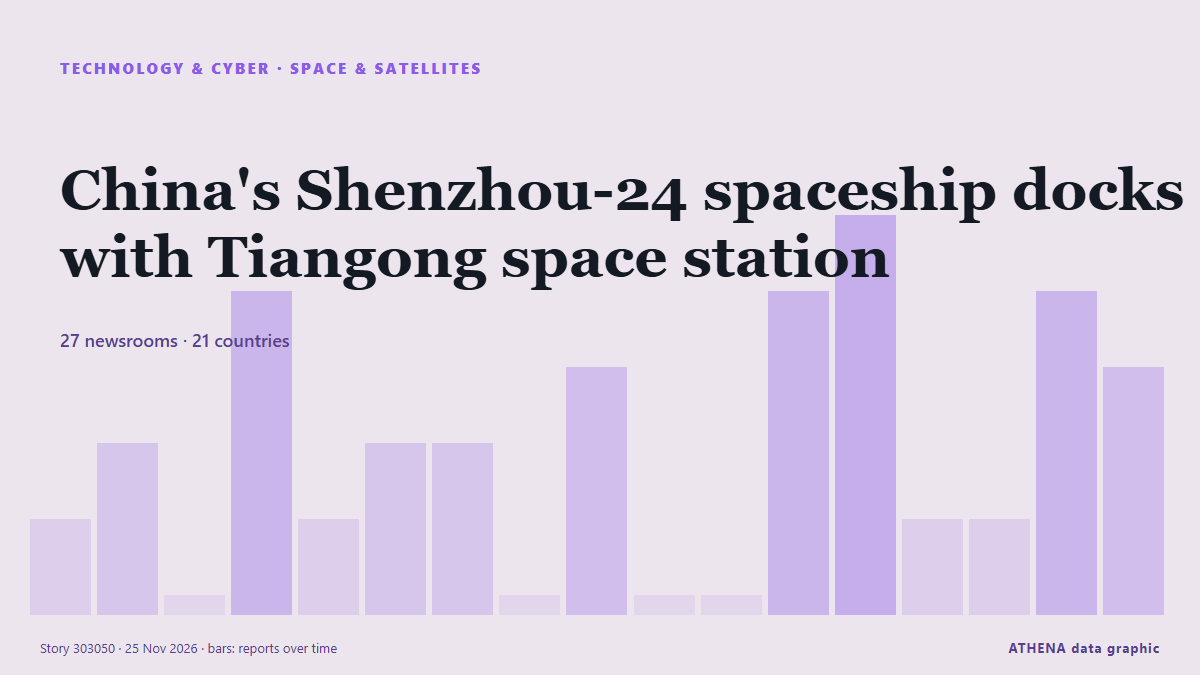 TECHNOLOGY & CYBER · SPACE & SATELLITES
China's Shenzhou-24 spaceship docks
with Tiangong space station
27 newsrooms · 21 countries
Story 303050 · 25 Nov 2026 · bars: reports over time
ATHENA data graphic